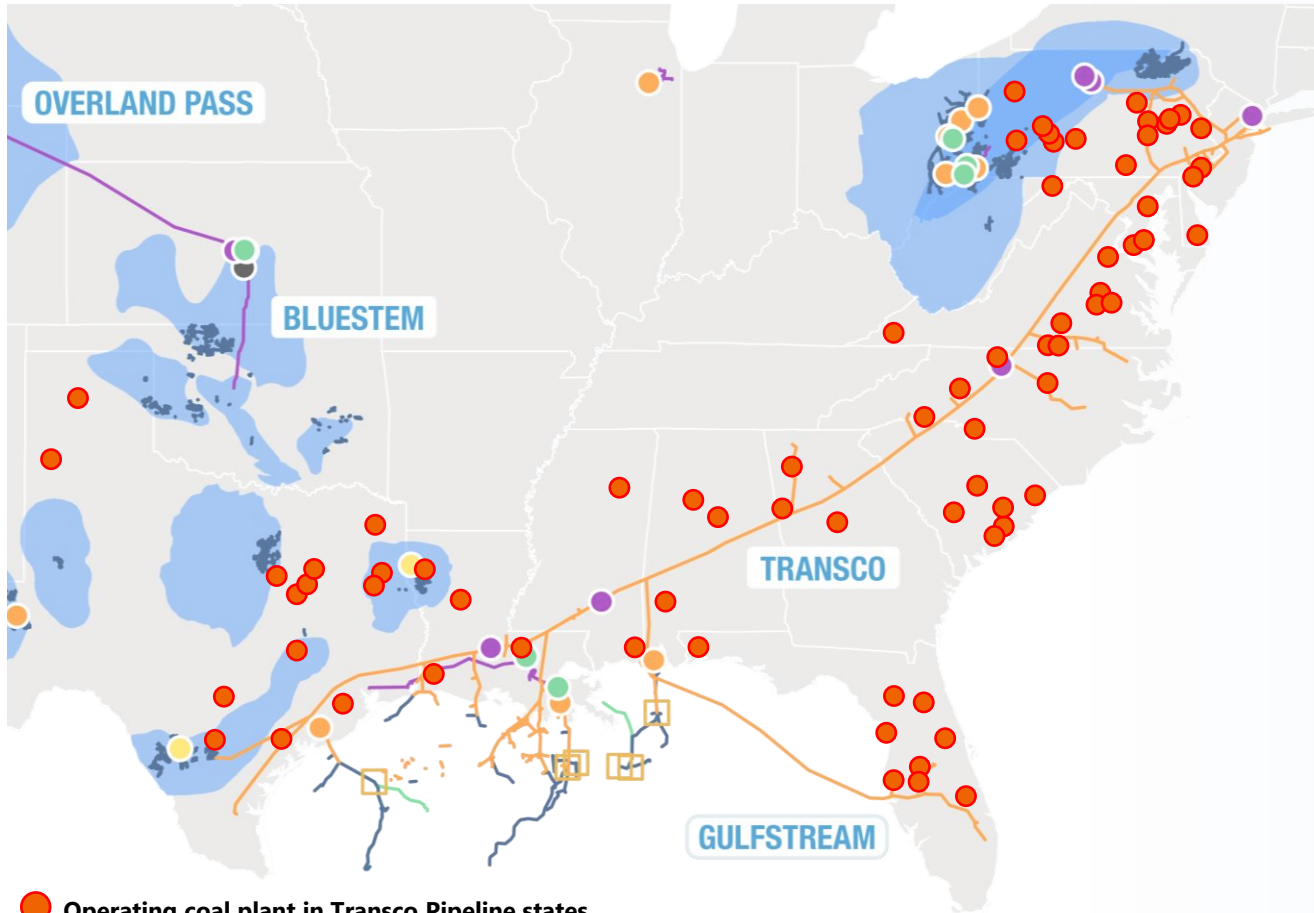 OVERLAND PASS
BLUESTEM
TRANSCO
GULFSTREAM
Operating coal plant in Transco Pipeline states